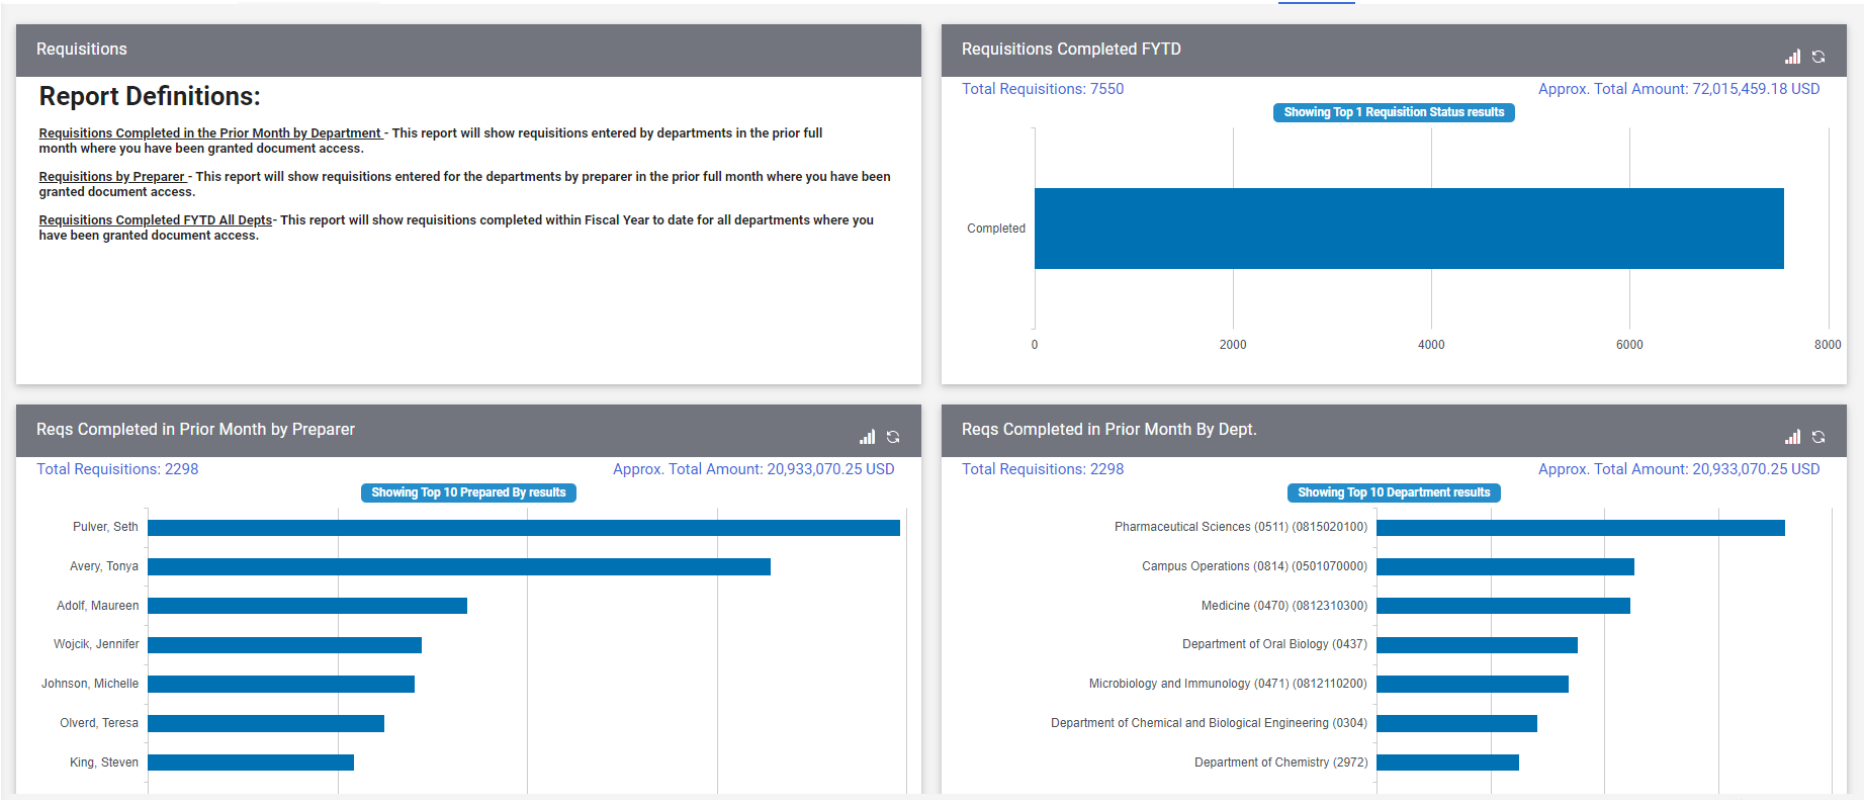 Requisitions
Report Definitions:
Requisitions Completed in the Prior Month by Department - This report will show requisitions entered by departments in the prior full
month where you have been granted document access.
Requisitions by Preparer - This report will show requisitions entered for the departments by preparer in the prior full month where you have been
granted document access.
Requisitions Completed FYTD All Depts- This report will show requisitions completed within Fiscal Year to date for all departments where you
have been granted document access.
Requisitions Completed FYTD
Total Requisitions: 7550
Approx. Total Amount: 72,015,459.18 USD
Showing Top 1 Requisition Status results
Completed
0 2000 4000 6000 8000
Reqs Completed in Prior Month by Preparer
Total Requisitions: 2298
Approx. Total Amount: 20,933,070.25 USD
Showing Top 10 Prepared By results
Pulver, Seth
Avery, Tonya
Adolf, Maureen
Wojcik, Jennifer
Johnson, Michelle
Olverd, Teresa
King, Steven
Reqs Completed in Prior Month By Dept.
Total Requisitions: 2298
Approx. Total Amount: 20,933,070.25 USD
Showing Top 10 Department results
Pharmaceutical Sciences (0511) (0815020100)
Campus Operations (0814) (0501070000)
Medicine (0470) (0812310300)
Department of Oral Biology (0437)
Microbiology and Immunology (0471) (0812110200)
Department of Chemical and Biological Engineering (0304)
Department of Chemistry (2972)